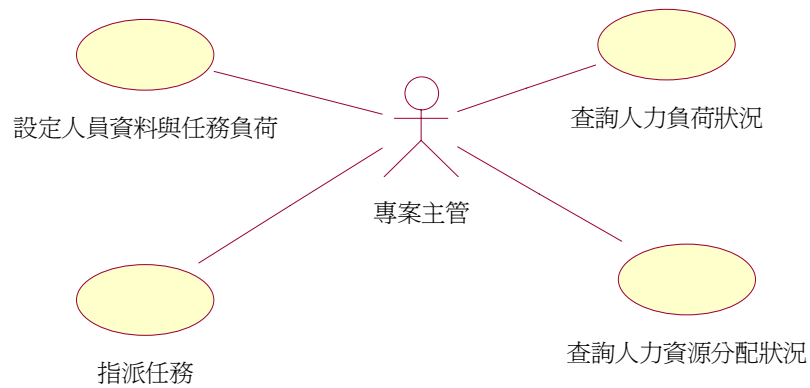 設定人員資料與任務負荷
查詢人力負荷狀況
專案主管
指派任務
查詢人力資源分配狀況